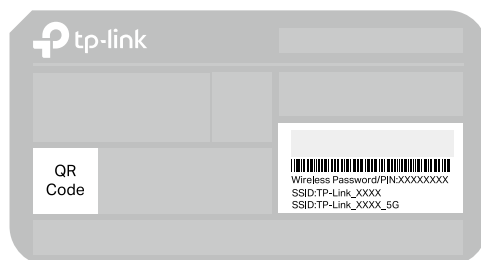 tp-link
QR
Code
Wireless Password/PIN:XXXXXXXX
SSID:TP-Link_XXXX
SSID:TP-Link_XXXX_5G